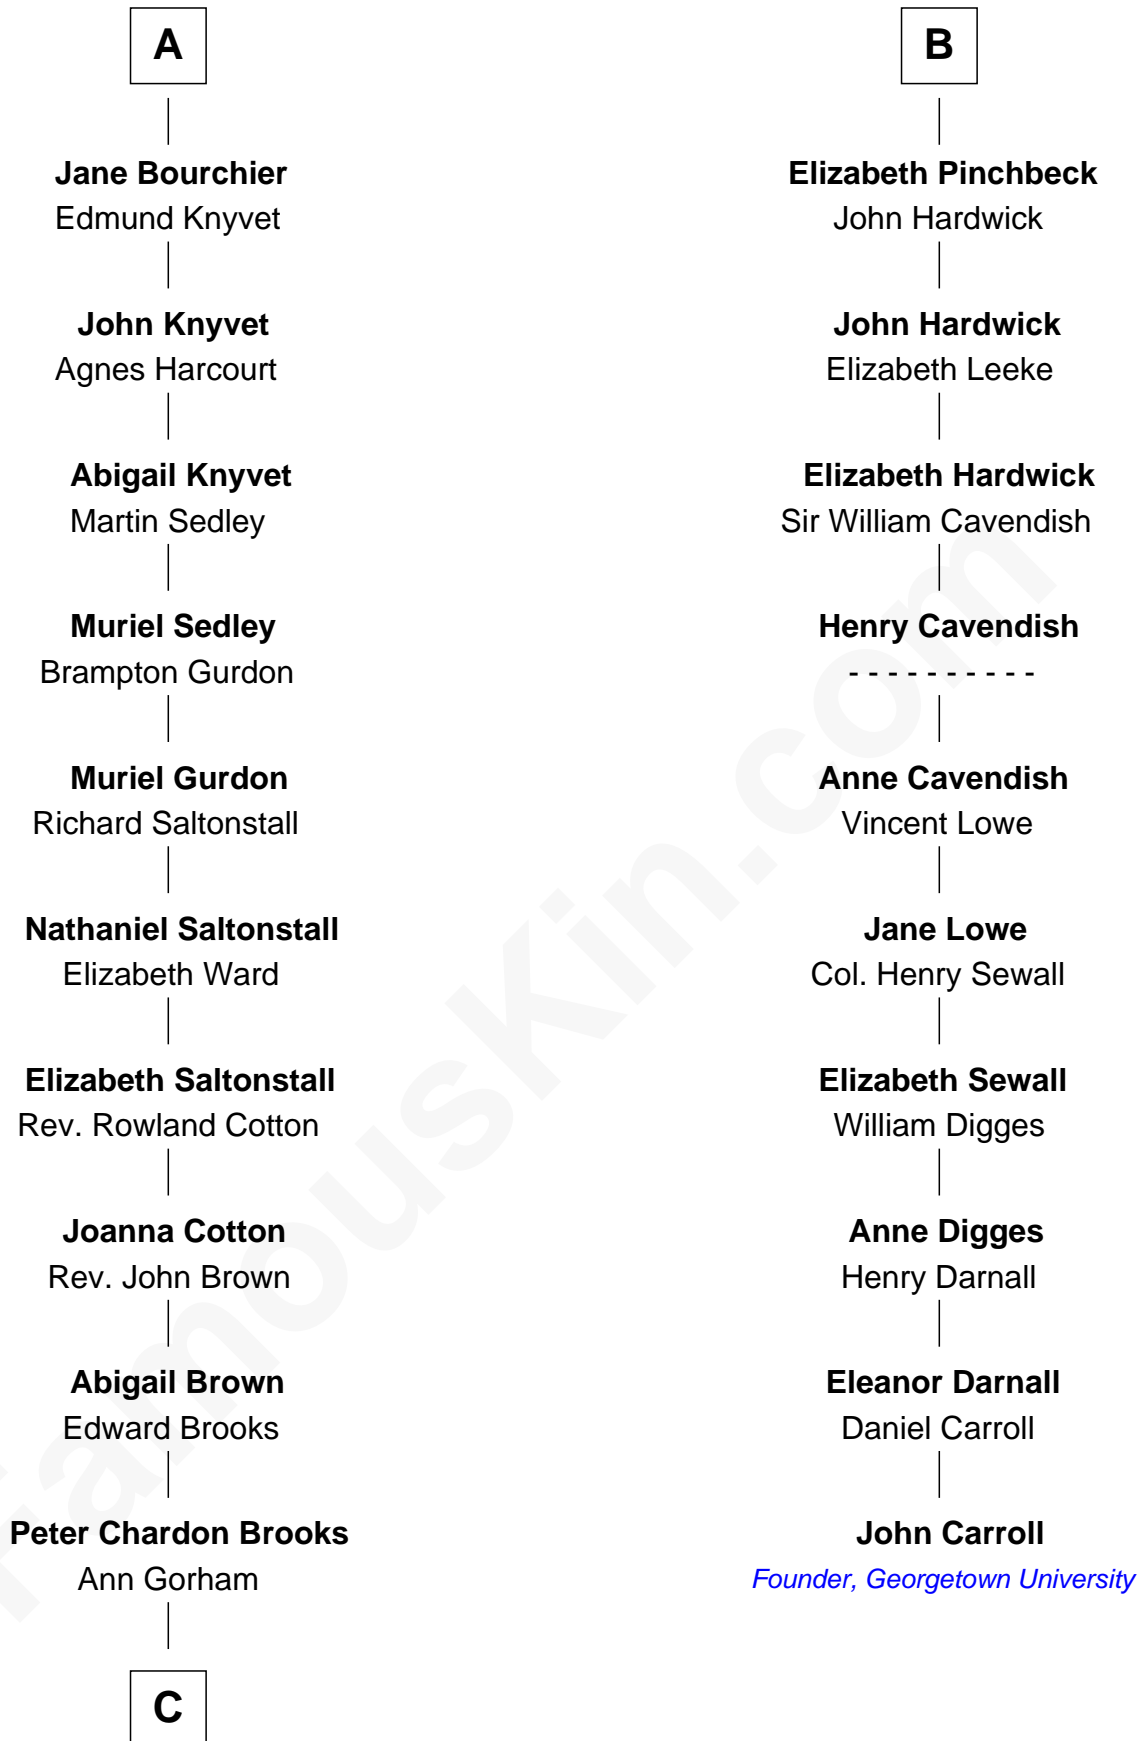 A
Jane Bourchier
Edmund Knyvet
John Knyvet
Agnes Harcourt
Abigail Knyvet
Martin Sedley
Muriel Sedley
Brampton Gurdon
Muriel Gurdon
Richard Saltonstall
Nathaniel Saltonstall
Elizabeth Ward
Elizabeth Saltonstall
Rev. Rowland Cotton
Joanna Cotton
Rev. John Brown
Abigail Brown
Edward Brooks
Peter Chardon Brooks
Ann Gorham
C
B
Elizabeth Pinchbeck
John Hardwick
John Hardwick
Elizabeth Leeke
Elizabeth Hardwick
Sir William Cavendish
Henry Cavendish
- - - - - - - - - -
Anne Cavendish
Vincent Lowe
Jane Lowe
Col. Henry Sewall
Elizabeth Sewall
William Digges
Anne Digges
Henry Darnall
Eleanor Darnall
Daniel Carroll
John Carroll
Founder, Georgetown University
FamousKin.com